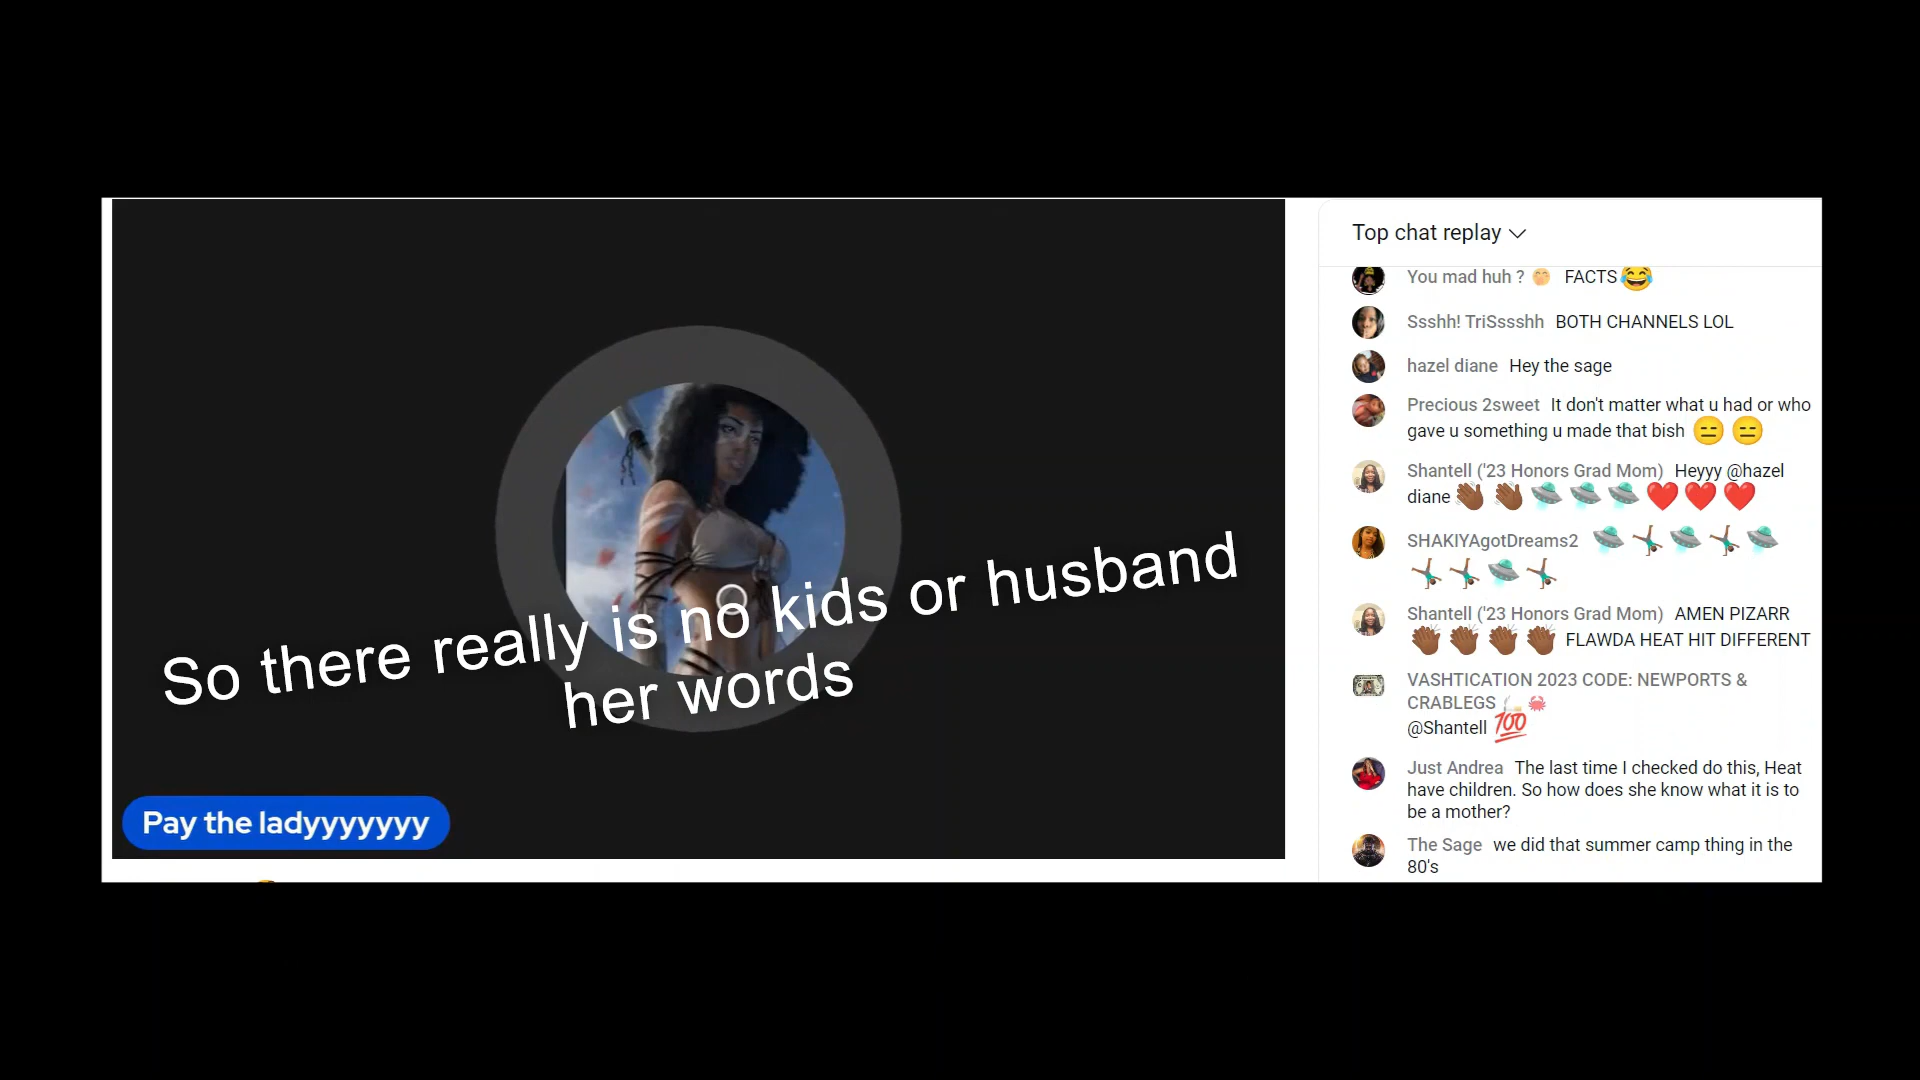 So there really is no kids or husband
her words
Pay the ladyyyyyyy
Top chat replay
You mad huh ? 🤭 FACTS😂
Ssshh! TriSssshh BOTH CHANNELS LOL
hazel diane Hey the sage
Precious 2sweet It don't matter what u had or who
gave u something u made that bish 😑 😑
Shantell ('23 Honors Grad Mom) Heyyy @hazel
diane 👋🏾 👋🏾 🛸 🛸 🛸 ❤️ ❤️ ❤️
SHAKIYAgotDreams2 🛸 🤸🏾‍♀️ 🛸 🤸🏾‍♀️ 🛸
🤸🏾‍♀️ 🤸🏾‍♀️ 🛸 🤸🏾‍♀️
Shantell ('23 Honors Grad Mom) AMEN PIZARR
👏🏾 👏🏾 👏🏾 👏🏾 FLAWDA HEAT HIT DIFFERENT
VASHTICATION 2023 CODE: NEWPORTS &
CRABLEGS 🚬 🦀
@Shantell 💯
Just Andrea The last time I checked do this, Heat
have children. So how does she know what it is to
be a mother?
The Sage we did that summer camp thing in the
80's